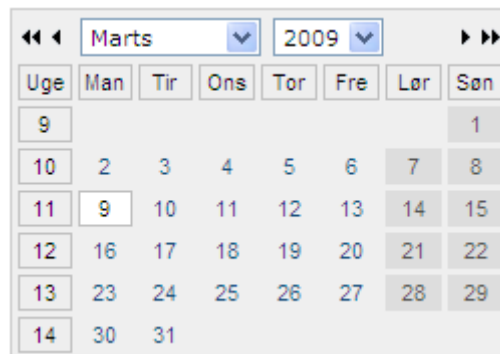 Marts 2009
Uge Man Tir Ons Tor Fre Lør Søn
9 1
10 2 3 4 5 6 7 8
11 9 10 11 12 13 14 15
12 16 17 18 19 20 21 22
13 23 24 25 26 27 28 29
14 30 31